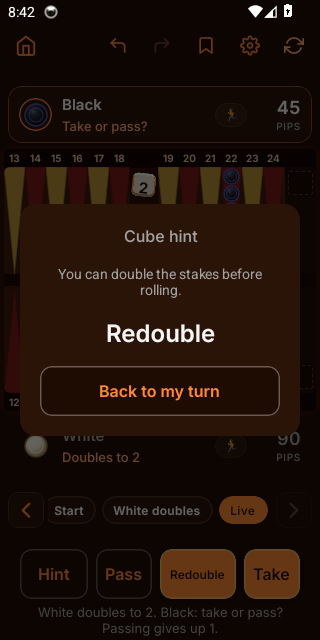 8:42
Black
Take or pass?
45
PIPS
13 14 15 16 17 18 19 20 21 22 23 24
2
Cube hint
You can double the stakes before
rolling.
Redouble
Back to my turn
12
White
Doubles to 2
90
PIPS
Start
White doubles
Live
Hint
Pass
Redouble
Take
White doubles to 2. Black: take or pass?
Passing gives up 1.